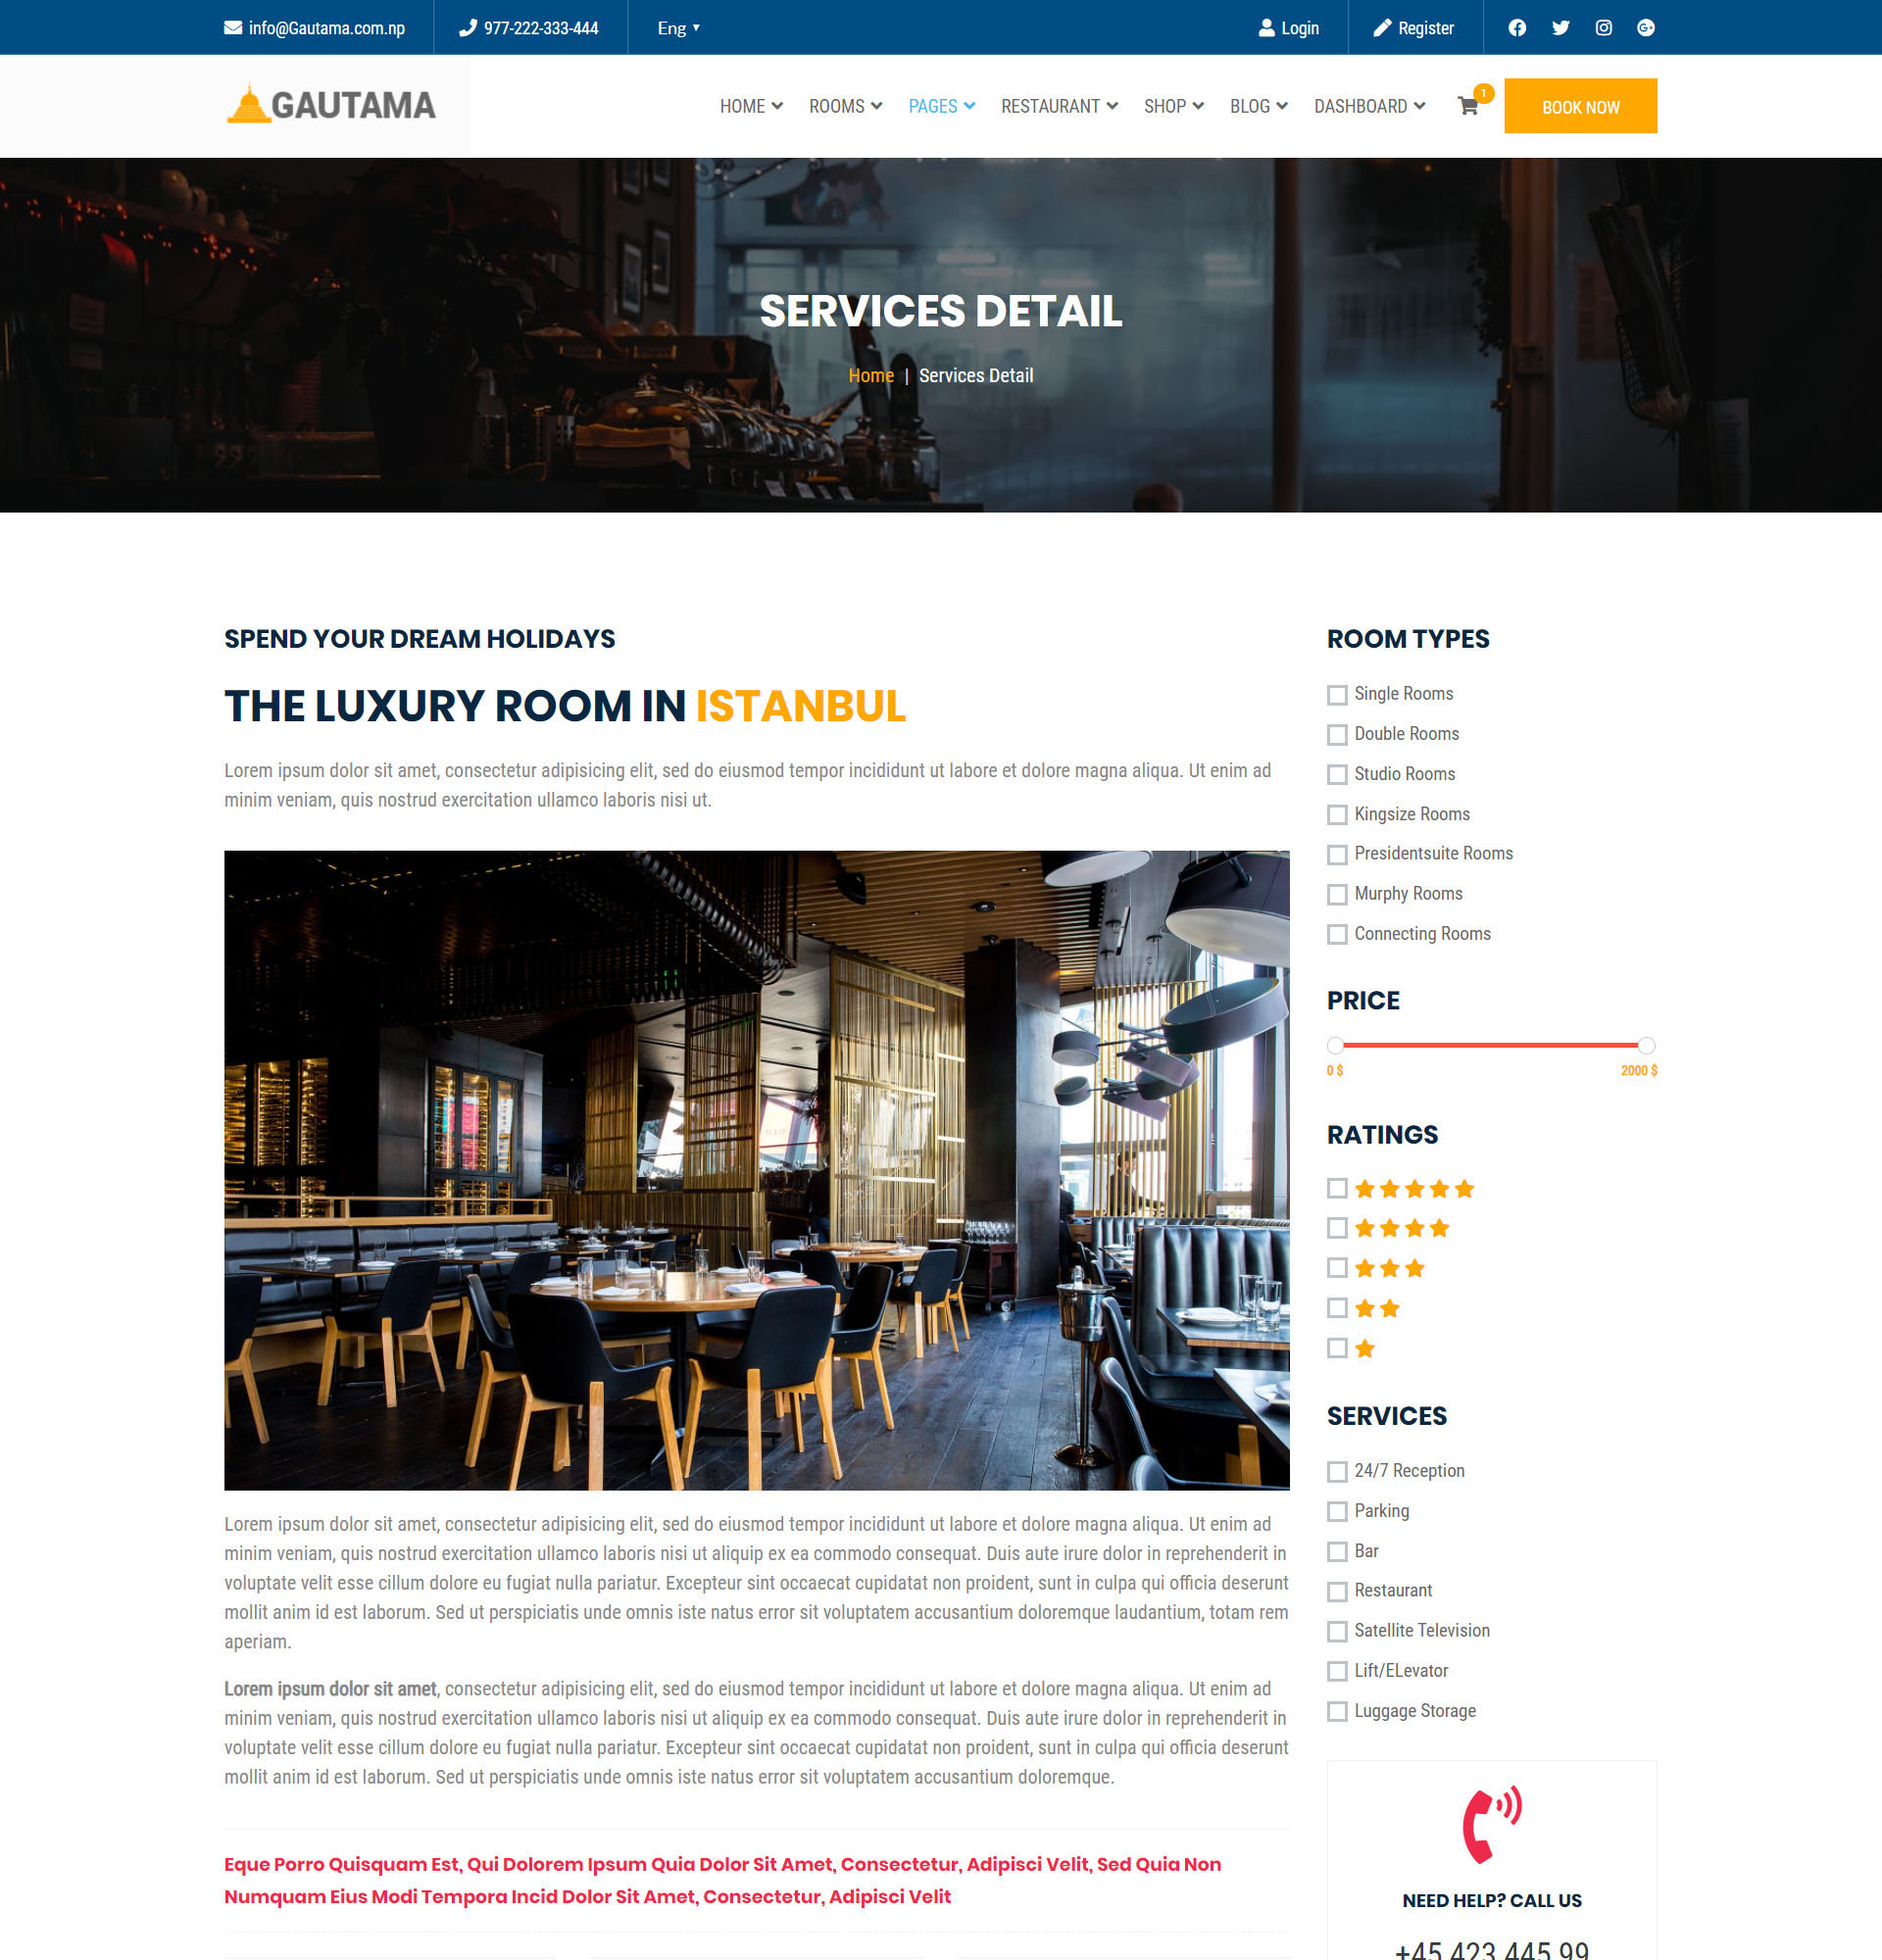 info@Gautama.com.np
977-222-333-444
Eng
Login
Register
GAUTAMA
HOME
ROOMS
PAGES
RESTAURANT
SHOP
BLOG
DASHBOARD
1
BOOK NOW
SERVICES DETAIL
Home | Services Detail
SPEND YOUR DREAM HOLIDAYS
THE LUXURY ROOM IN ISTANBUL
Lorem ipsum dolor sit amet, consectetur adipisicing elit, sed do eiusmod tempor incididunt ut labore et dolore magna aliqua. Ut enim ad
minim veniam, quis nostrud exercitation ullamco laboris nisi ut.
Lorem ipsum dolor sit amet, consectetur adipisicing elit, sed do eiusmod tempor incididunt ut labore et dolore magna aliqua. Ut enim ad
minim veniam, quis nostrud exercitation ullamco laboris nisi ut aliquip ex ea commodo consequat. Duis aute irure dolor in reprehenderit in
voluptate velit esse cillum dolore eu fugiat nulla pariatur. Excepteur sint occaecat cupidatat non proident, sunt in culpa qui officia deserunt
mollit anim id est laborum. Sed ut perspiciatis unde omnis iste natus error sit voluptatem accusantium doloremque laudantium, totam rem
aperiam.
Lorem ipsum dolor sit amet, consectetur adipisicing elit, sed do eiusmod tempor incididunt ut labore et dolore magna aliqua. Ut enim ad
minim veniam, quis nostrud exercitation ullamco laboris nisi ut aliquip ex ea commodo consequat. Duis aute irure dolor in reprehenderit in
voluptate velit esse cillum dolore eu fugiat nulla pariatur. Excepteur sint occaecat cupidatat non proident, sunt in culpa qui officia deserunt
mollit anim id est laborum. Sed ut perspiciatis unde omnis iste natus error sit voluptatem accusantium doloremque.
Eque Porro Quisquam Est, Qui Dolorem Ipsum Quia Dolor Sit Amet, Consectetur, Adipisci Velit, Sed Quia Non
Numquam Eius Modi Tempora Incid Dolor Sit Amet, Consectetur, Adipisci Velit
ROOM TYPES
Single Rooms
Double Rooms
Studio Rooms
Kingsize Rooms
Presidentsuite Rooms
Murphy Rooms
Connecting Rooms
PRICE
0 $
2000 $
RATINGS
SERVICES
24/7 Reception
Parking
Bar
Restaurant
Satellite Television
Lift/ELevator
Luggage Storage
NEED HELP? CALL US
+45 423 445 99